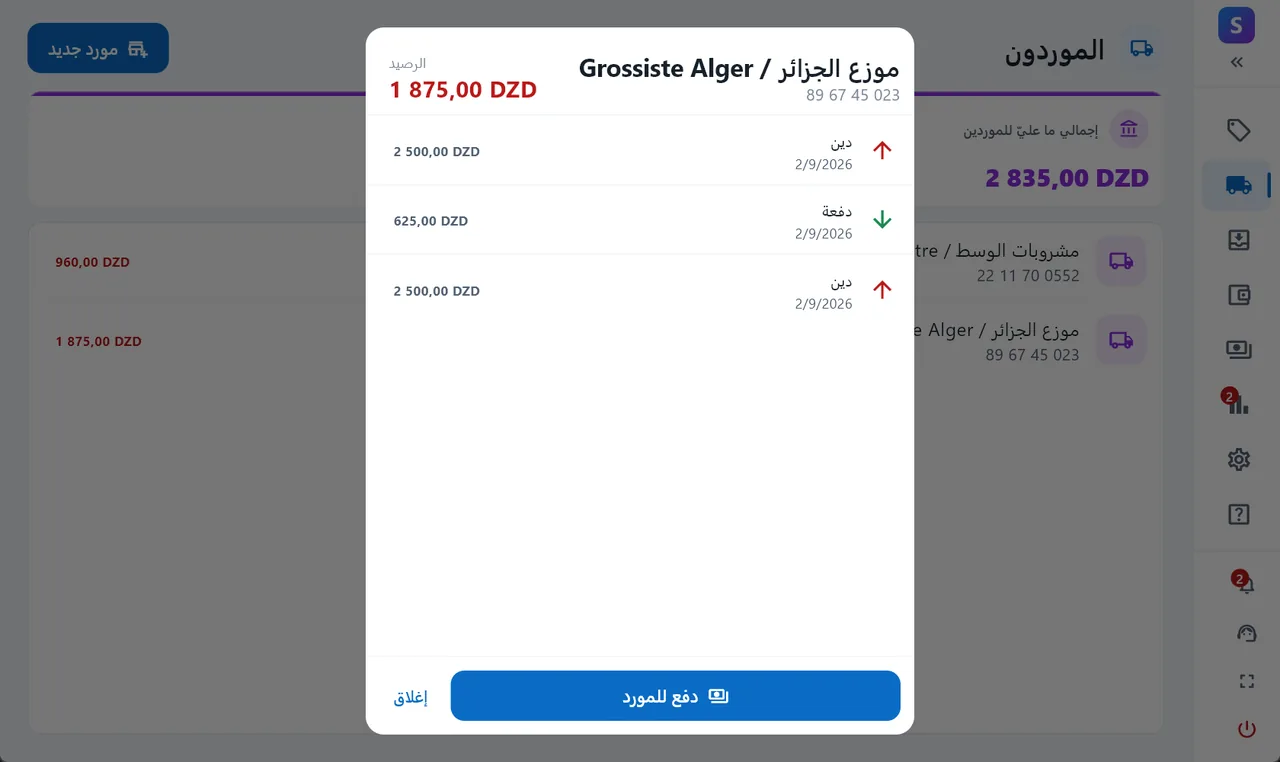 S
«
الموردون
مورد جديد
إجمالي ما عليّ للموردين
2 835,00 DZD
مشروبات الوسط /
22 11 70 0552
960,00 DZD
موزع الجزائر / Alger
89 67 45 023
1 875,00 DZD
موزع الجزائر / Grossiste Alger
89 67 45 023
الرصيد
1 875,00 DZD
دين
2/9/2026
2 500,00 DZD
دفعة
2/9/2026
625,00 DZD
دين
2/9/2026
2 500,00 DZD
دفع للمورد
إغلاق
2
2